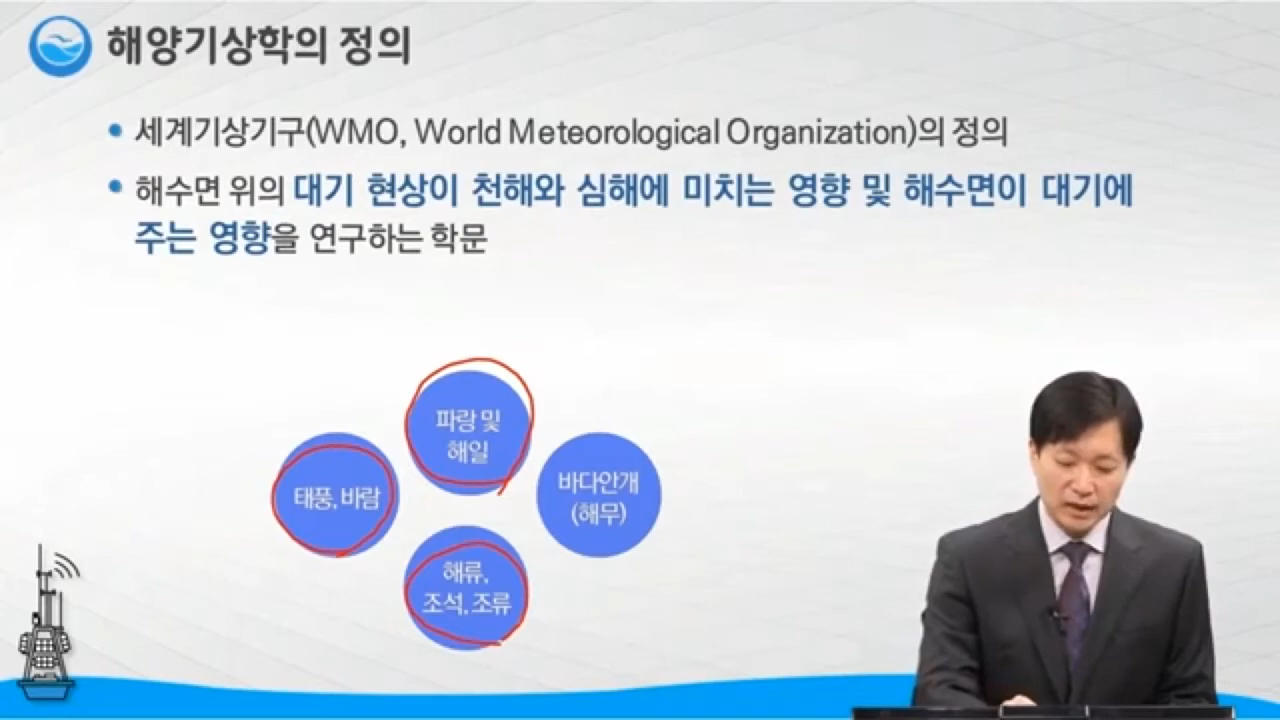 해양기상학의 정의
세계기상기구(WMO, World Meteorological Organization)의 정의
해수면 위의 대기 현상이 천해와 심해에 미치는 영향 및 해수면이 대기에
주는 영향을 연구하는 학문
파랑 및
해일
태풍, 바람
바다안개
(해무)
해류,
조석, 조류